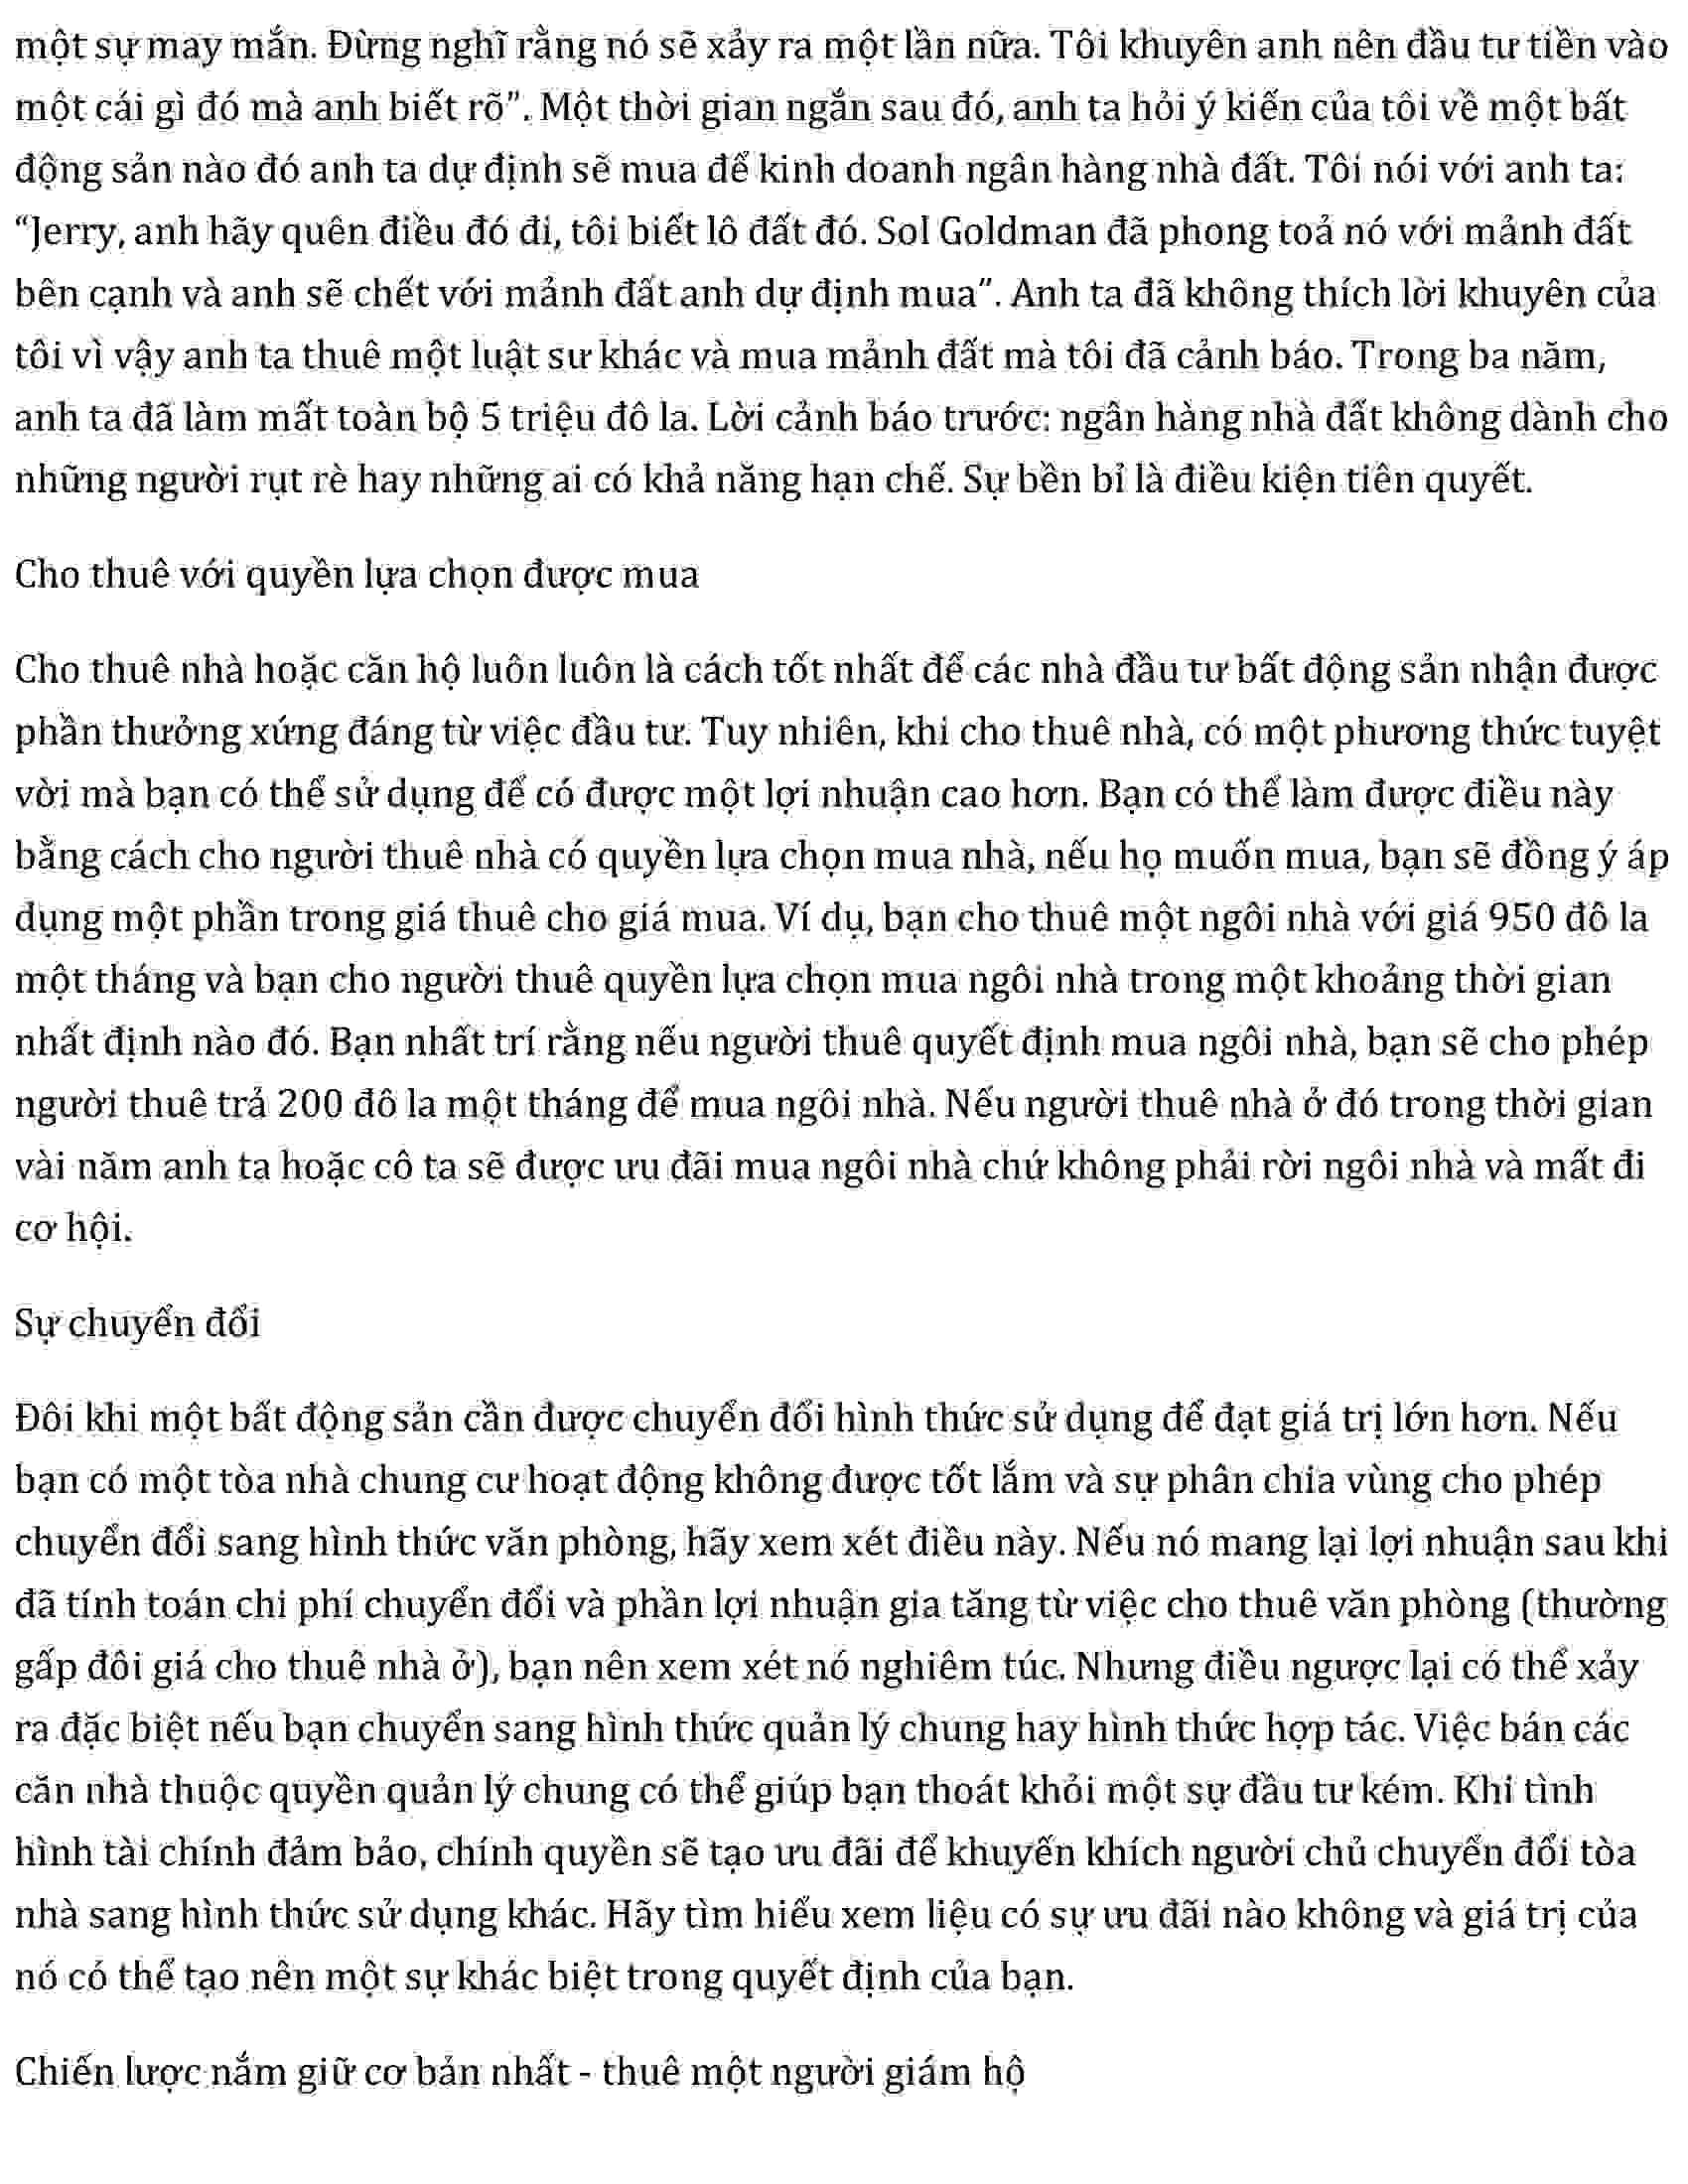 một sự may mắn. Đừng nghĩ rằng nó sẽ xảy ra một lần nữa. Tôi khuyên anh nên đầu tư tiền vào
một cái gì đó mà anh biết rõ”. Một thời gian ngắn sau đó, anh ta hỏi ý kiến của tôi về một bất
động sản nào đó anh ta dự định sẽ mua để kinh doanh ngân hàng nhà đất. Tôi nói với anh ta:
“Jerry, anh hãy quên điều đó đi, tôi biết lô đất đó. Sol Goldman đã phong toả nó với mảnh đất
bên cạnh và anh sẽ chết với mảnh đất anh dự định mua”. Anh ta đã không thích lời khuyên của
tôi vì vậy anh ta thuê một luật sư khác và mua mảnh đất mà tôi đã cảnh báo. Trong ba năm,
anh ta đã làm mất toàn bộ 5 triệu đô la. Lời cảnh báo trước: ngân hàng nhà đất không dành cho
những người rụt rè hay những ai có khả năng hạn chế. Sự bền bỉ là điều kiện tiên quyết.
Cho thuê với quyền lựa chọn được mua
Cho thuê nhà hoặc căn hộ luôn luôn là cách tốt nhất để các nhà đầu tư bất động sản nhận được
phần thưởng xứng đáng từ việc đầu tư. Tuy nhiên, khi cho thuê nhà, có một phương thức tuyệt
vời mà bạn có thể sử dụng để có được một lợi nhuận cao hơn. Bạn có thể làm được điều này
bằng cách cho người thuê nhà có quyền lựa chọn mua nhà, nếu họ muốn mua, bạn sẽ đồng ý áp
dụng một phần trong giá thuê cho giá mua. Ví dụ, bạn cho thuê một ngôi nhà với giá 950 đô la
một tháng và bạn cho người thuê quyền lựa chọn mua ngôi nhà trong một khoảng thời gian
nhất định nào đó. Bạn nhất trí rằng nếu người thuê quyết định mua ngôi nhà, bạn sẽ cho phép
người thuê trả 200 đô la một tháng để mua ngôi nhà. Nếu người thuê nhà ở đó trong thời gian
vài năm anh ta hoặc cô ta sẽ được ưu đãi mua ngôi nhà chứ không phải rời ngôi nhà và mất đi
cơ hội.
Sự chuyển đổi
Đôi khi một bất động sản cần được chuyển đổi hình thức sử dụng để đạt giá trị lớn hơn. Nếu
bạn có một tòa nhà chung cư hoạt động không được tốt lắm và sự phân chia vùng cho phép
chuyển đổi sang hình thức văn phòng, hãy xem xét điều này. Nếu nó mang lại lợi nhuận sau khi
đã tính toán chi phí chuyển đổi và phần lợi nhuận gia tăng từ việc cho thuê văn phòng (thường
gấp đôi giá cho thuê nhà ở), bạn nên xem xét nó nghiêm túc. Nhưng điều ngược lại có thể xảy
ra đặc biệt nếu bạn chuyển sang hình thức quản lý chung hay hình thức hợp tác. Việc bán các
căn nhà thuộc quyền quản lý chung có thể giúp bạn thoát khỏi một sự đầu tư kém. Khi tình
hình tài chính đảm bảo, chính quyền sẽ tạo ưu đãi để khuyến khích người chủ chuyển đổi tòa
nhà sang hình thức sử dụng khác. Hãy tìm hiểu xem liệu có sự ưu đãi nào không và giá trị của
nó có thể tạo nên một sự khác biệt trong quyết định của bạn.
Chiến lược nắm giữ cơ bản nhất - thuê một người giám hộ